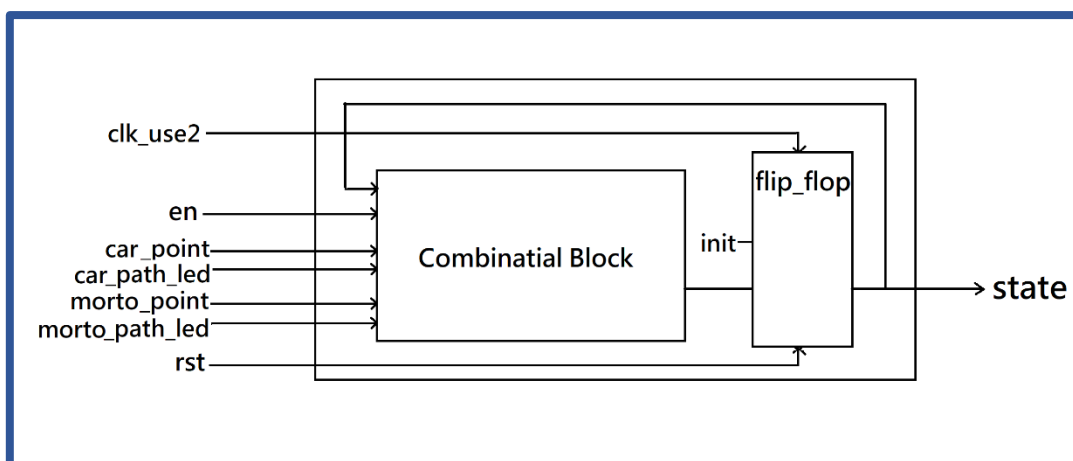 clk_use2
flip_flop
en
init
car_point
Combinatial Block
car_path_led
state
morto_point
morto_path_led
rst